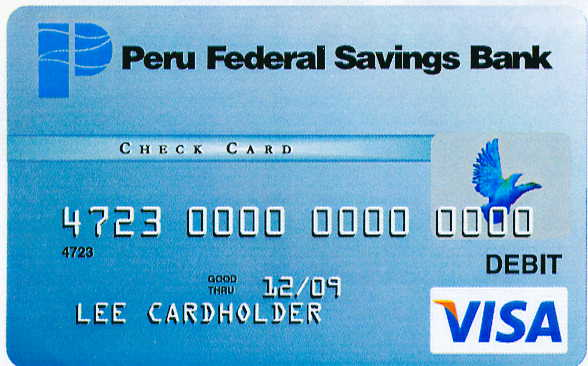 Peru Federal Savings Bank
CHECK CARD
4723 0000 0000 0000
4723
DEBIT
GOOD THRU 12/09
LEE CARDHOLDER
VISA